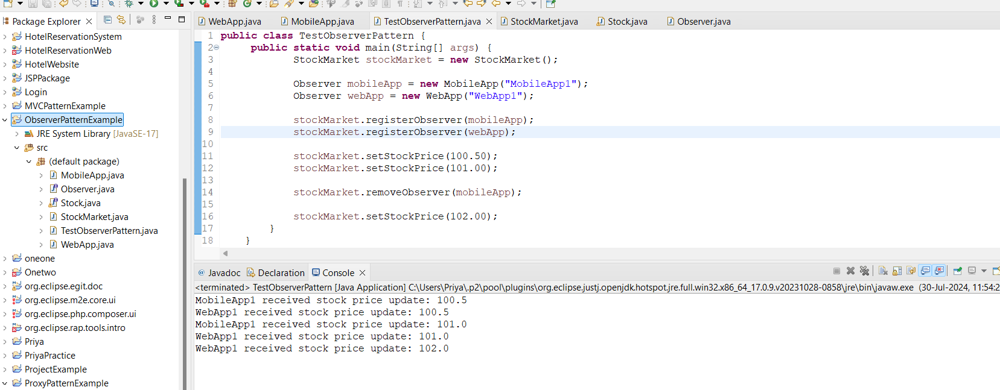 Package Explorer
HotelReservationSystem
HotelReservationWeb
HotelWebsite
JSPPackage
Login
MVCPatternExample
ObserverPatternExample
JRE System Library [JavaSE-17]
src
(default package)
MobileApp.java
Observer.java
Stock.java
StockMarket.java
TestObserverPattern.java
WebApp.java
oneone
Onetwo
org.eclipse.egit.doc
org.eclipse.m2e.core.ui
org.eclipse.php.composer.ui
org.eclipse.rap.tools.intro
Priya
PriyaPractice
ProjectExample
ProxyPatternExample
WebApp.java MobileApp.java TestObserverPattern.java StockMarket.java Stock.java Observer.java
1 public class TestObserverPattern {
2 public static void main(String[] args) {
3 StockMarket stockMarket = new StockMarket();
4
5 Observer mobileApp = new MobileApp("MobileApp1");
6 Observer webApp = new WebApp("WebApp1");
7
8 stockMarket.registerObserver(mobileApp);
9 stockMarket.registerObserver(webApp);
10
11 stockMarket.setStockPrice(100.50);
12 stockMarket.setStockPrice(101.00);
13
14 stockMarket.removeObserver(mobileApp);
15
16 stockMarket.setStockPrice(102.00);
17 }
18 }
@ Javadoc Declaration Console
<terminated> TestObserverPattern [Java Application] C:\Users\Priya\.p2\pool\plugins\org.eclipse.justj.openjdk.hotspot.jre.full.win32.x86_64_17.0.9.v20231028-0858\jre\bin\javaw.exe (30-Jul-2024, 11:54:2
MobileApp1 received stock price update: 100.5
WebApp1 received stock price update: 100.5
MobileApp1 received stock price update: 101.0
WebApp1 received stock price update: 101.0
WebApp1 received stock price update: 102.0